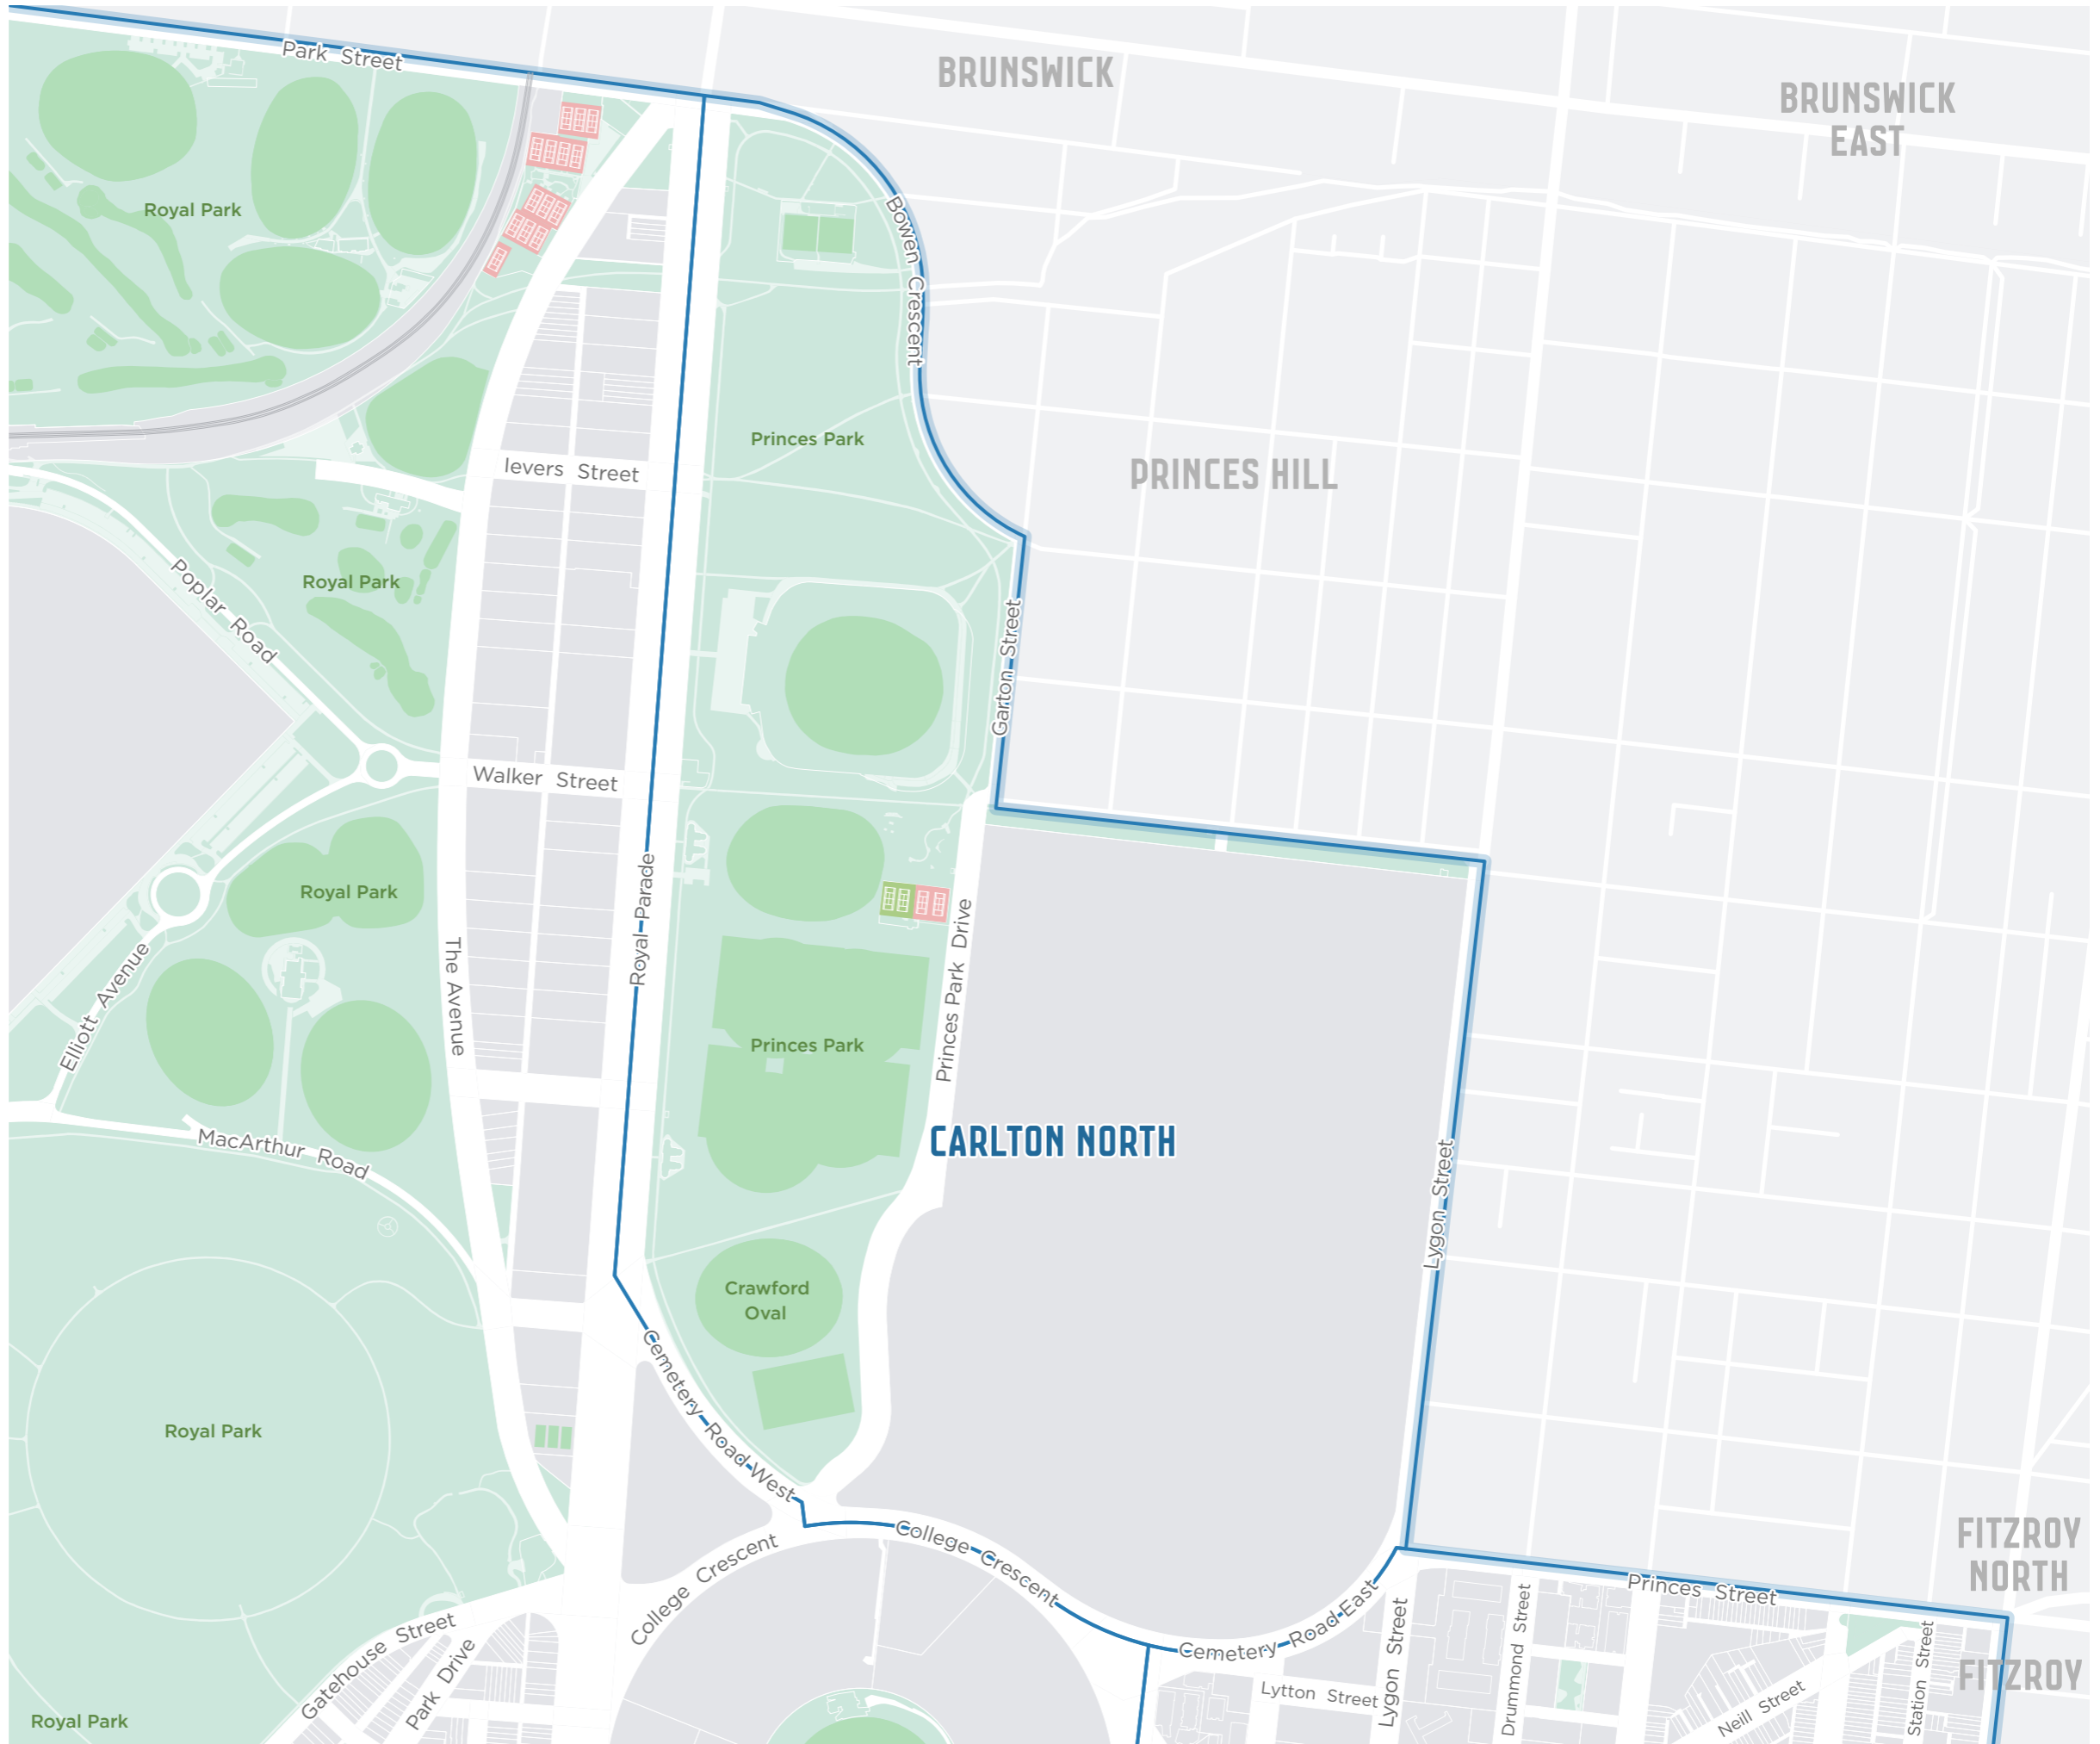 Park Street
BRUNSWICK
BRUNSWICK
EAST
Royal Park
Bowen Crescent
Princes Park
Ievers Street
PRINCES HILL
Poplar Road
Royal Park
Garton Street
Walker Street
Royal Parade
Royal Park
The Avenue
Princes Park Drive
Elliott Avenue
Princes Park
MacArthur Road
CARLTON NORTH
Lygon Street
Crawford
Oval
Cemetery Road West
Royal Park
College Crescent
College Crescent
FITZROY
NORTH
Princes Street
Cemetery Road East
Gatehouse Street
Park Drive
Lytton Street
Lygon Street
Drummond Street
Neill Street
Station Street
FITZROY
Royal Park